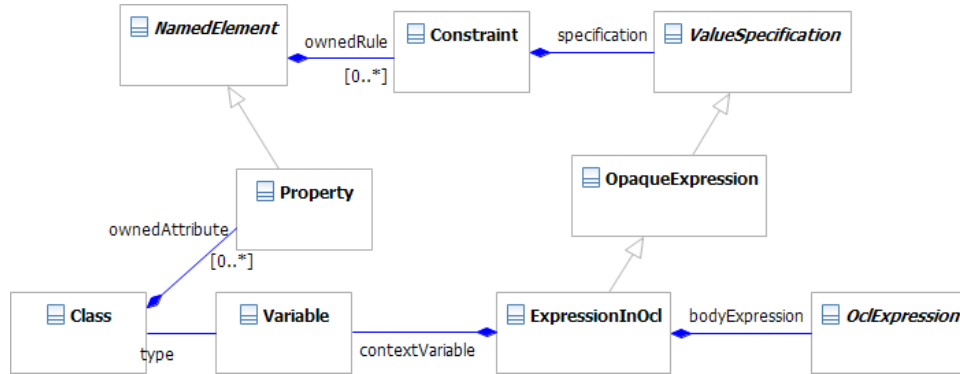 NamedElement
ownedRule
[0..*]
Constraint
specification
ValueSpecification
Property
OpaqueExpression
ownedAttribute
[0..*]
Class
type
Variable
contextVariable
ExpressionInOcl
bodyExpression
OclExpression